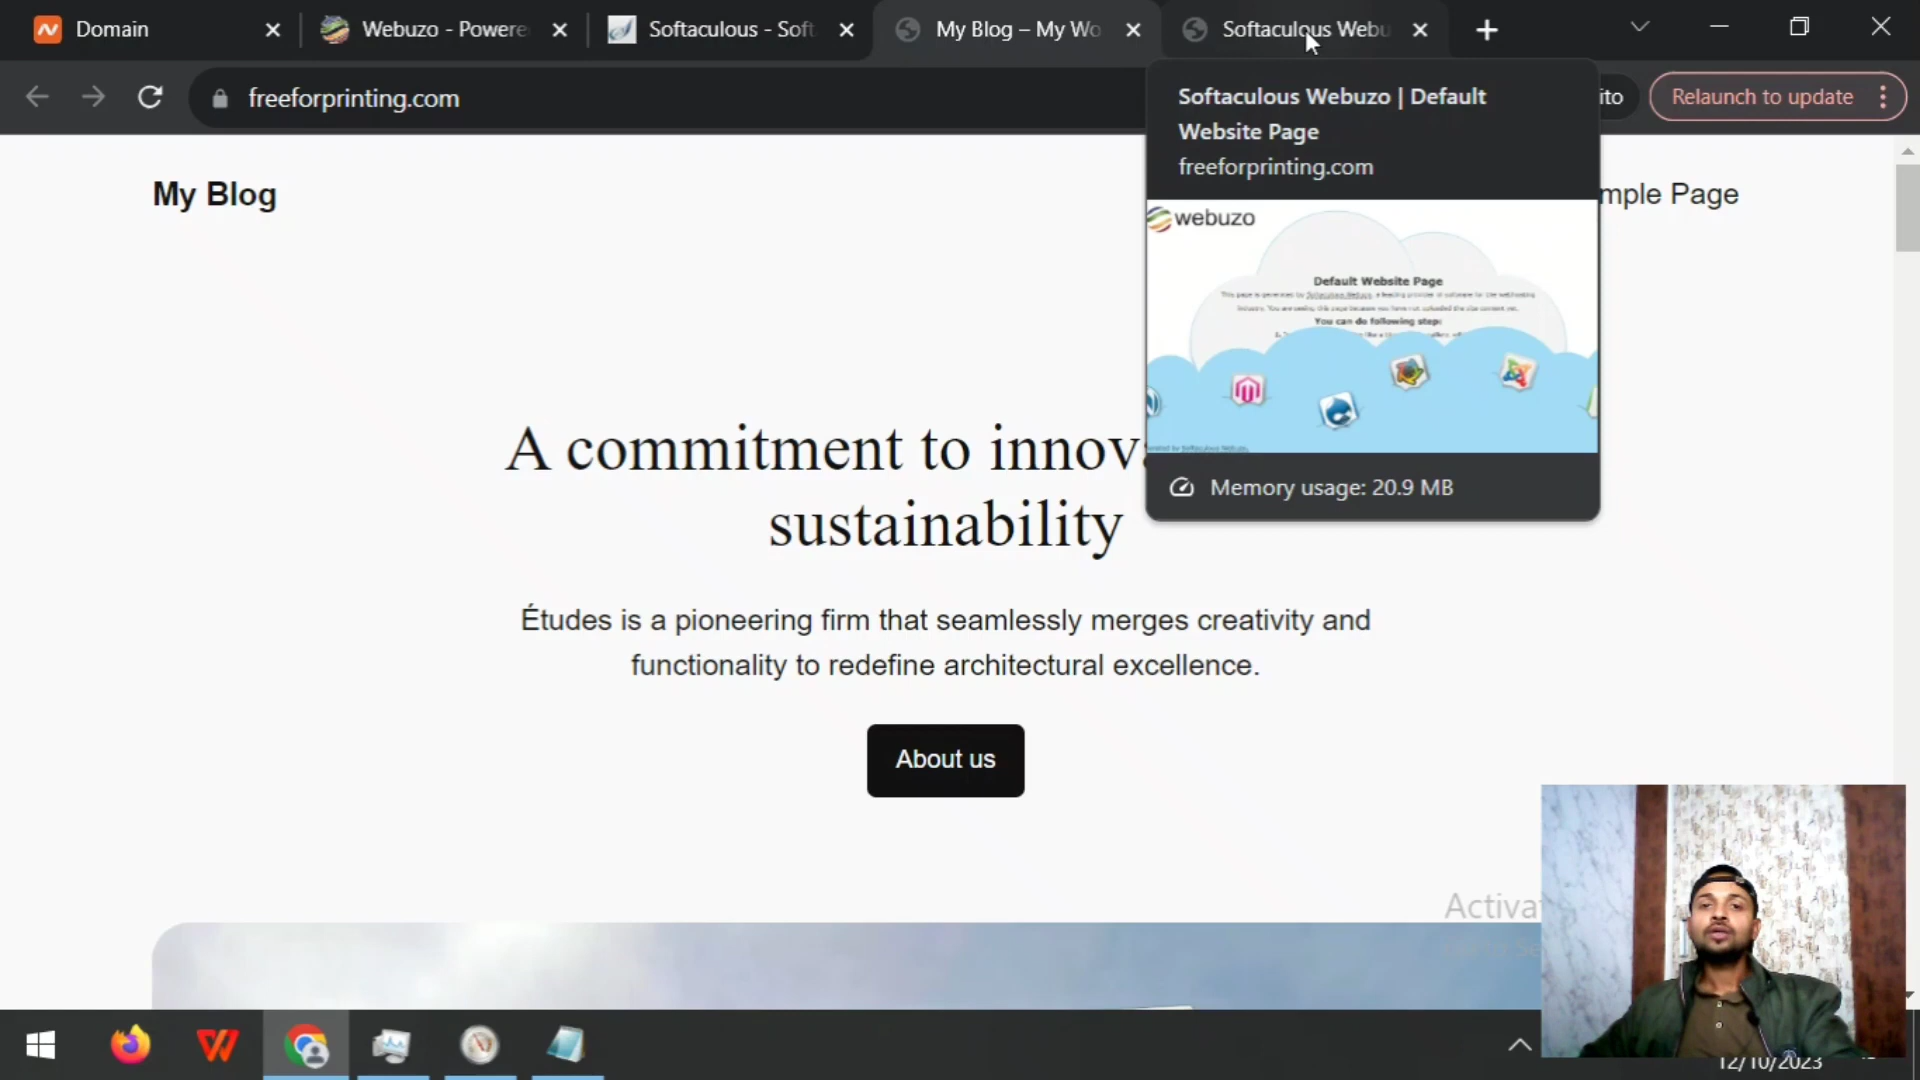 Domain
Webuzo - Powere
Softaculous - Soft
My Blog – My Wo
Softaculous Webu
freeforprinting.com
ito
Relaunch to update
Softaculous Webuzo | Default
Website Page
freeforprinting.com
My Blog
mple Page
webuzo
Default Website Page
You can do following step:
A commitment to innova
sustainability
Études is a pioneering firm that seamlessly merges creativity and
functionality to redefine architectural excellence.
Memory usage: 20.9 MB
About us
Activa
12/10/2023